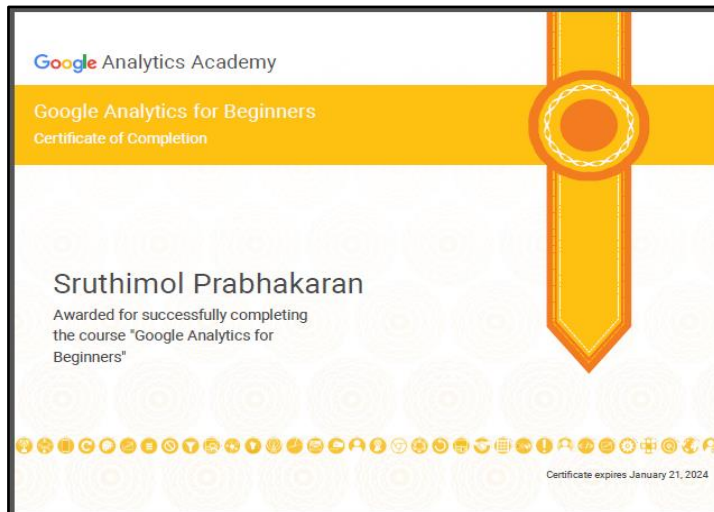 Google Analytics Academy
Google Analytics for Beginners
Certificate of Completion
Sruthimol Prabhakaran
Awarded for successfully completing
the course "Google Analytics for
Beginners"
Certificate expires January 21, 2024